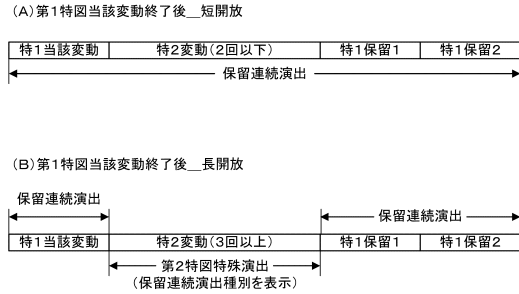 （A）第1特図当該変動終了後__短開放
特1当該変動 特2変動（2回以下） 特1保留1 特1保留2
保留連続演出
（B）第1特図当該変動終了後__長開放
保留連続演出 保留連続演出
特1当該変動 特2変動（3回以上） 特1保留1 特1保留2
第2特図特殊演出
（保留連続演出種別を表示）